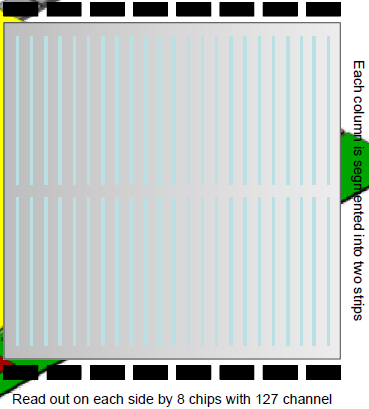 Each column is segmented into two strips
Read out on each side by 8 chips with 127 channel